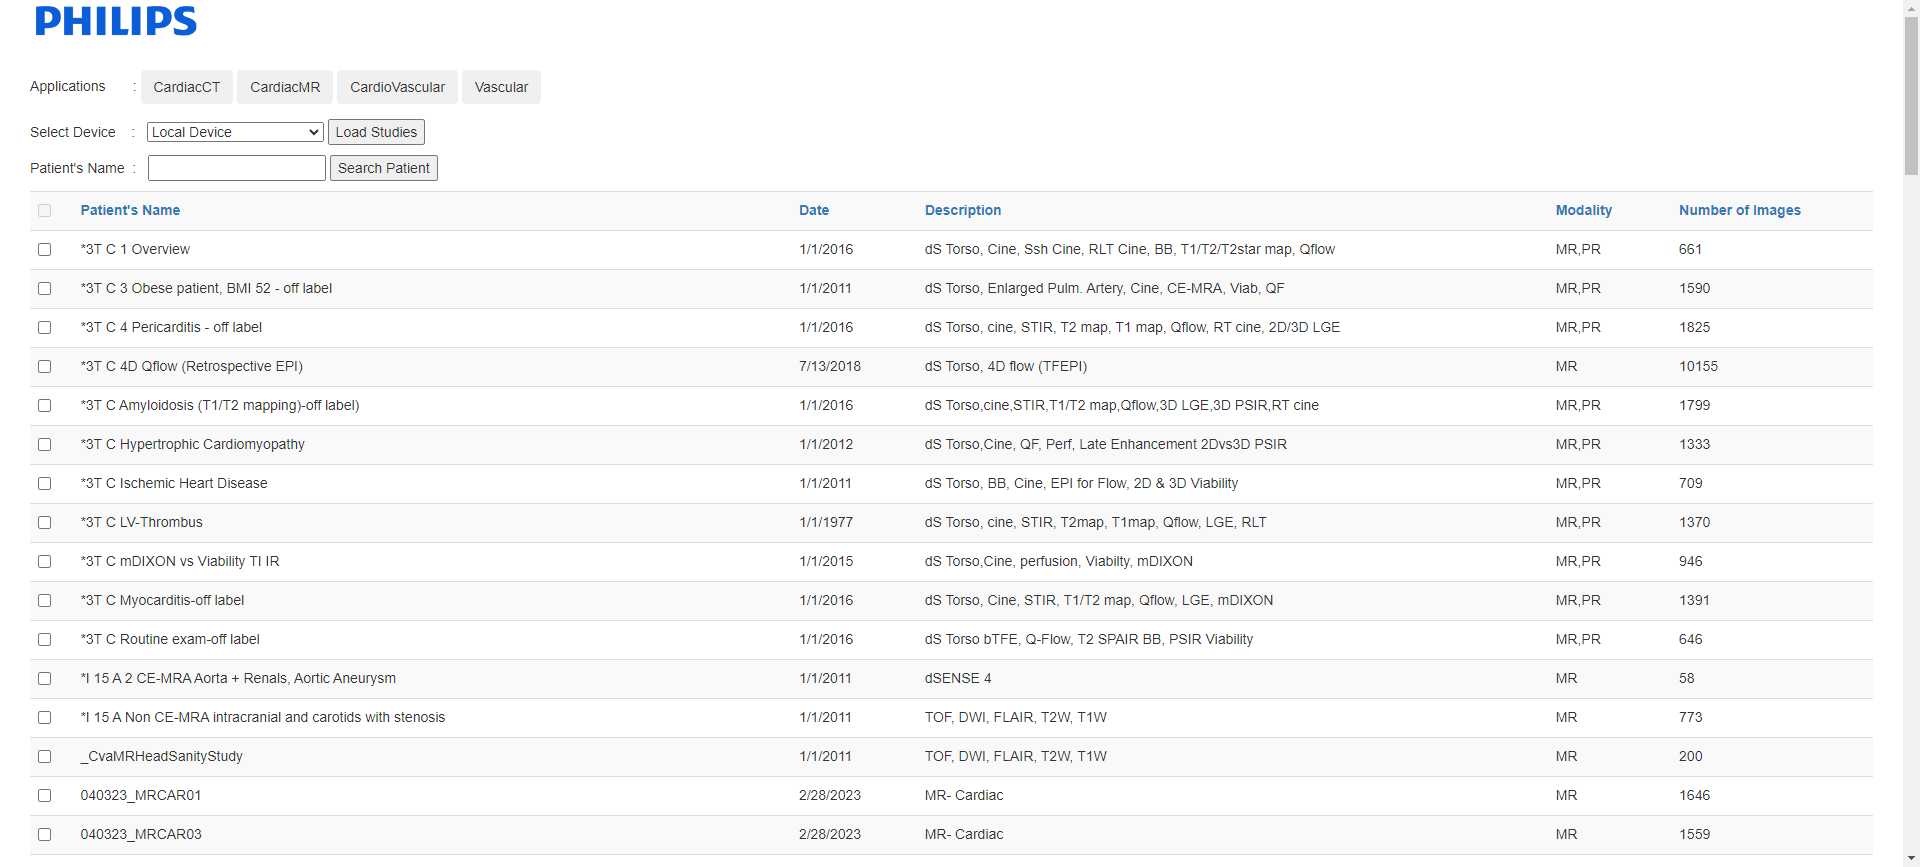 PHILIPS
Applications : CardiacCT CardiacMR CardioVascular Vascular
Select Device : Local Device Load Studies
Patient's Name : Search Patient
Patient's Name Date Description Modality Number of Images
*3T C 1 Overview 1/1/2016 dS Torso, Cine, Ssh Cine, RLT Cine, BB, T1/T2/T2star map, Qflow MR,PR 661
*3T C 3 Obese patient, BMI 52 - off label 1/1/2011 dS Torso, Enlarged Pulm. Artery, Cine, CE-MRA, Viab, QF MR,PR 1590
*3T C 4 Pericarditis - off label 1/1/2016 dS Torso, cine, STIR, T2 map, T1 map, Qflow, RT cine, 2D/3D LGE MR,PR 1825
*3T C 4D Qflow (Retrospective EPI) 7/13/2018 dS Torso, 4D flow (TFEPI) MR 10155
*3T C Amyloidosis (T1/T2 mapping)-off label) 1/1/2016 dS Torso,cine,STIR,T1/T2 map,Qflow,3D LGE,3D PSIR,RT cine MR,PR 1799
*3T C Hypertrophic Cardiomyopathy 1/1/2012 dS Torso,Cine, QF, Perf, Late Enhancement 2Dvs3D PSIR MR,PR 1333
*3T C Ischemic Heart Disease 1/1/2011 dS Torso, BB, Cine, EPI for Flow, 2D & 3D Viability MR,PR 709
*3T C LV-Thrombus 1/1/1977 dS Torso, cine, STIR, T2map, T1map, Qflow, LGE, RLT MR,PR 1370
*3T C mDIXON vs Viability TI IR 1/1/2015 dS Torso,Cine, perfusion, Viabilty, mDIXON MR,PR 946
*3T C Myocarditis-off label 1/1/2016 dS Torso, Cine, STIR, T1/T2 map, Qflow, LGE, mDIXON MR,PR 1391
*3T C Routine exam-off label 1/1/2016 dS Torso bTFE, Q-Flow, T2 SPAIR BB, PSIR Viability MR,PR 646
*I 15 A 2 CE-MRA Aorta + Renals, Aortic Aneurysm 1/1/2011 dSENSE 4 MR 58
*I 15 A Non CE-MRA intracranial and carotids with stenosis 1/1/2011 TOF, DWI, FLAIR, T2W, T1W MR 773
_CvaMRHeadSanityStudy 1/1/2011 TOF, DWI, FLAIR, T2W, T1W MR 200
040323_MRCAR01 2/28/2023 MR- Cardiac MR 1646
040323_MRCAR03 2/28/2023 MR- Cardiac MR 1559